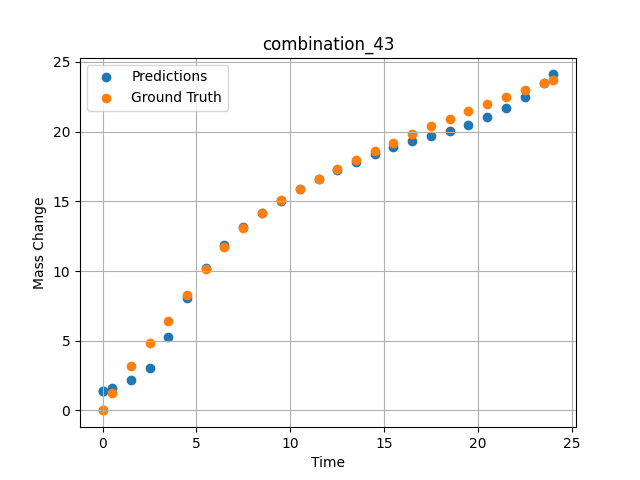 combination_43
Predictions
Ground Truth
25
20
15
10
5
0
Mass Change
0 5 10 15 20 25
Time